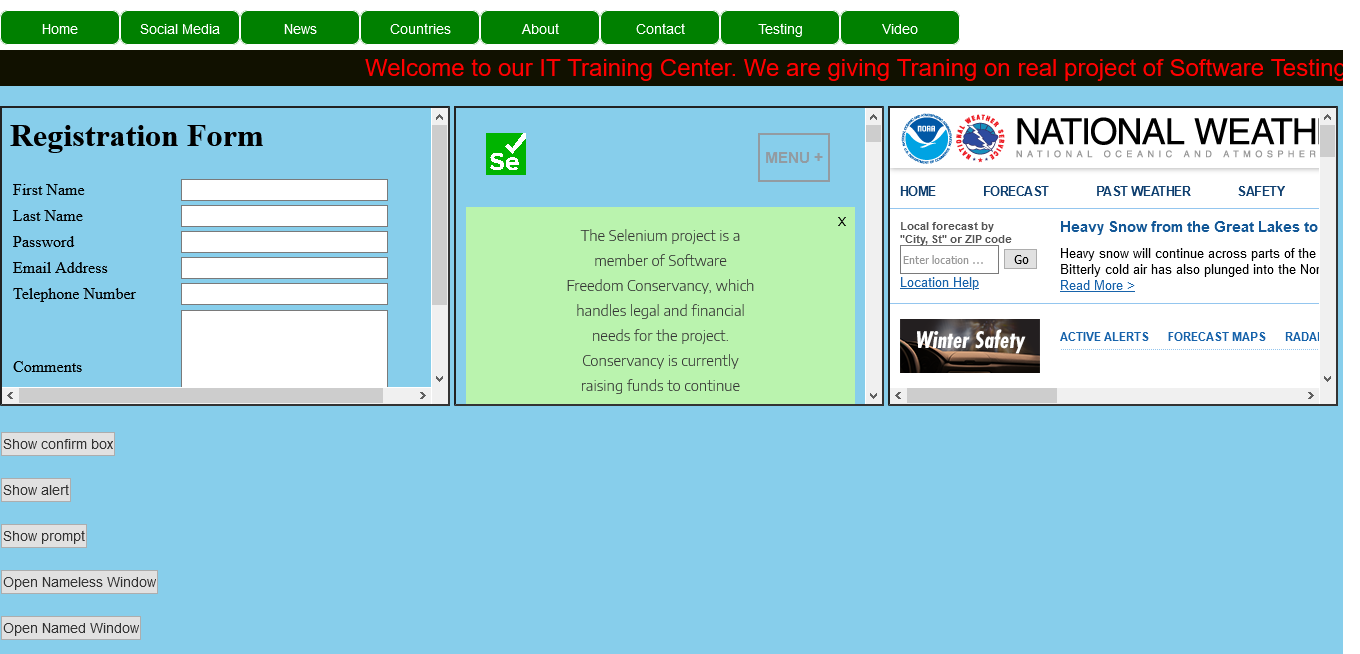 Home Social Media News Countries About Contact Testing Video
Welcome to our IT Training Center. We are giving Traning on real project of Software Testing
Registration Form
First Name
Last Name
Password
Email Address
Telephone Number
Comments
Se
MENU +
X
The Selenium project is a
member of Software
Freedom Conservancy, which
handles legal and financial
needs for the project.
Conservancy is currently
raising funds to continue
NOAA
NATIONAL WEATH
NATIONAL OCEANIC AND ATMOSPHER
HOME FORECAST PAST WEATHER SAFETY
Local forecast by
"City, St" or ZIP code
Enter location ... Go
Location Help
Heavy Snow from the Great Lakes to
Heavy snow will continue across parts of the
Bitterly cold air has also plunged into the Nor
Read More >
Winter Safety
ACTIVE ALERTS FORECAST MAPS RADA
Show confirm box
Show alert
Show prompt
Open Nameless Window
Open Named Window